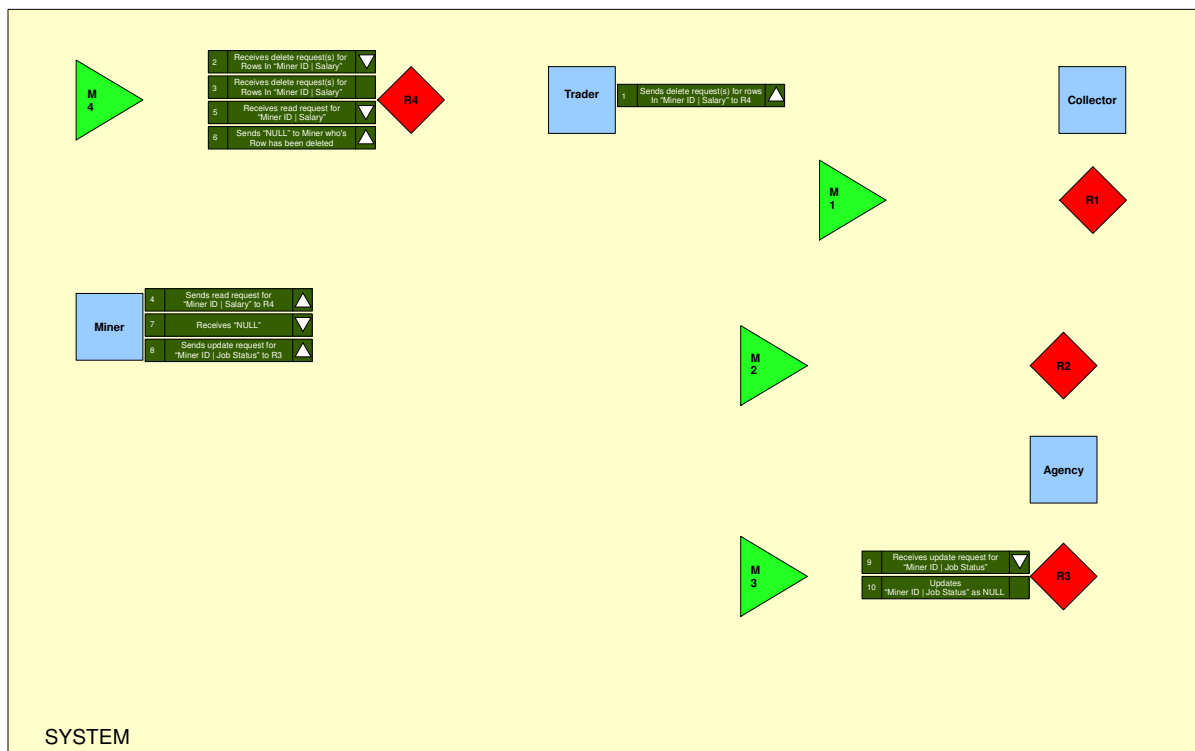 M
4
2
Receives delete request(s) for
Rows In “Miner ID | Salary”
3
Receives delete request(s) for
Rows In “Miner ID | Salary”
5
Receives read request for
“Miner ID | Salary”
6
Sends “NULL” to Miner who's
Row has been deleted
R4
Trader
1
Sends delete request(s) for rows
In “Miner ID | Salary” to R4
Collector
M
1
R1
Miner
4
Sends read request for
“Miner ID | Salary” to R4
7
Receives “NULL”
8
Sends update request for
“Miner ID | Job Status” to R3
M
2
R2
Agency
M
3
9
Receives update request for
“Miner ID | Job Status”
10
Updates
“Miner ID | Job Status” as NULL
R3
SYSTEM